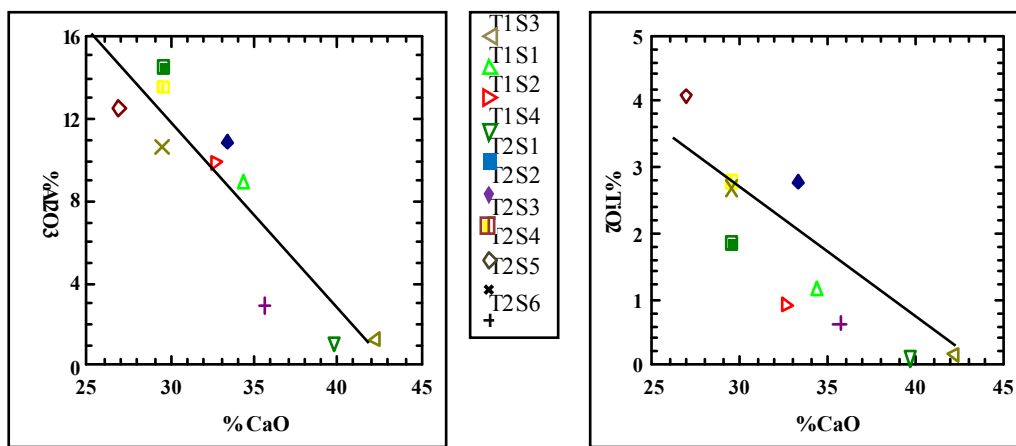 16
12
8
4
0
25 30 35 40 45
%Al2O3
%CaO
T1S3
T1S1
T1S2
T1S4
T2S1
T2S2
T2S3
T2S4
T2S5
T2S6
5
4
3
2
1
0
25 30 35 40 45
%TiO2
%CaO